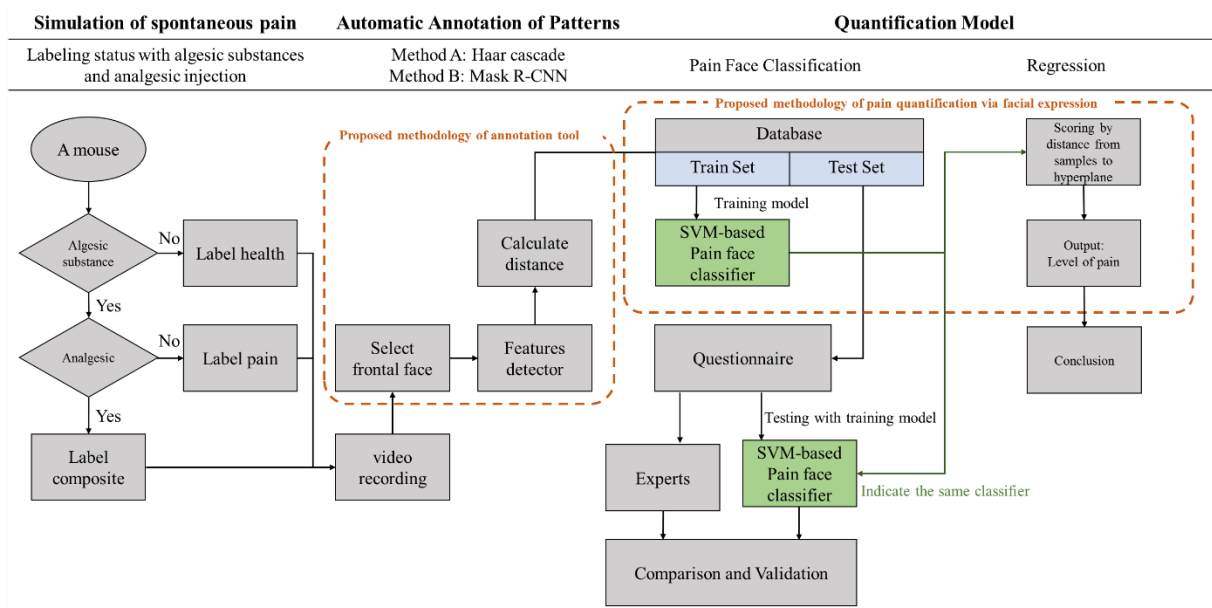 Simulation of spontaneous pain
Automatic Annotation of Patterns
Quantification Model
Labeling status with algesic substances
and analgesic injection
Method A: Haar cascade
Method B: Mask R-CNN
Pain Face Classification
Regression
Proposed methodology of annotation tool
Proposed methodology of pain quantification via facial expression
A mouse
Algesic
substance
No
Label health
Yes
Analgesic
No
Label pain
Yes
Label
composite
video
recording
Select
frontal face
Features
detector
Calculate
distance
Database
Train Set
Test Set
Training model
SVM-based
Pain face
classifier
Scoring by
distance from
samples to
hyperplane
Output:
Level of pain
Conclusion
Questionnaire
Testing with training model
Experts
SVM-based
Pain face
classifier
Indicate the same classifier
Comparison and Validation